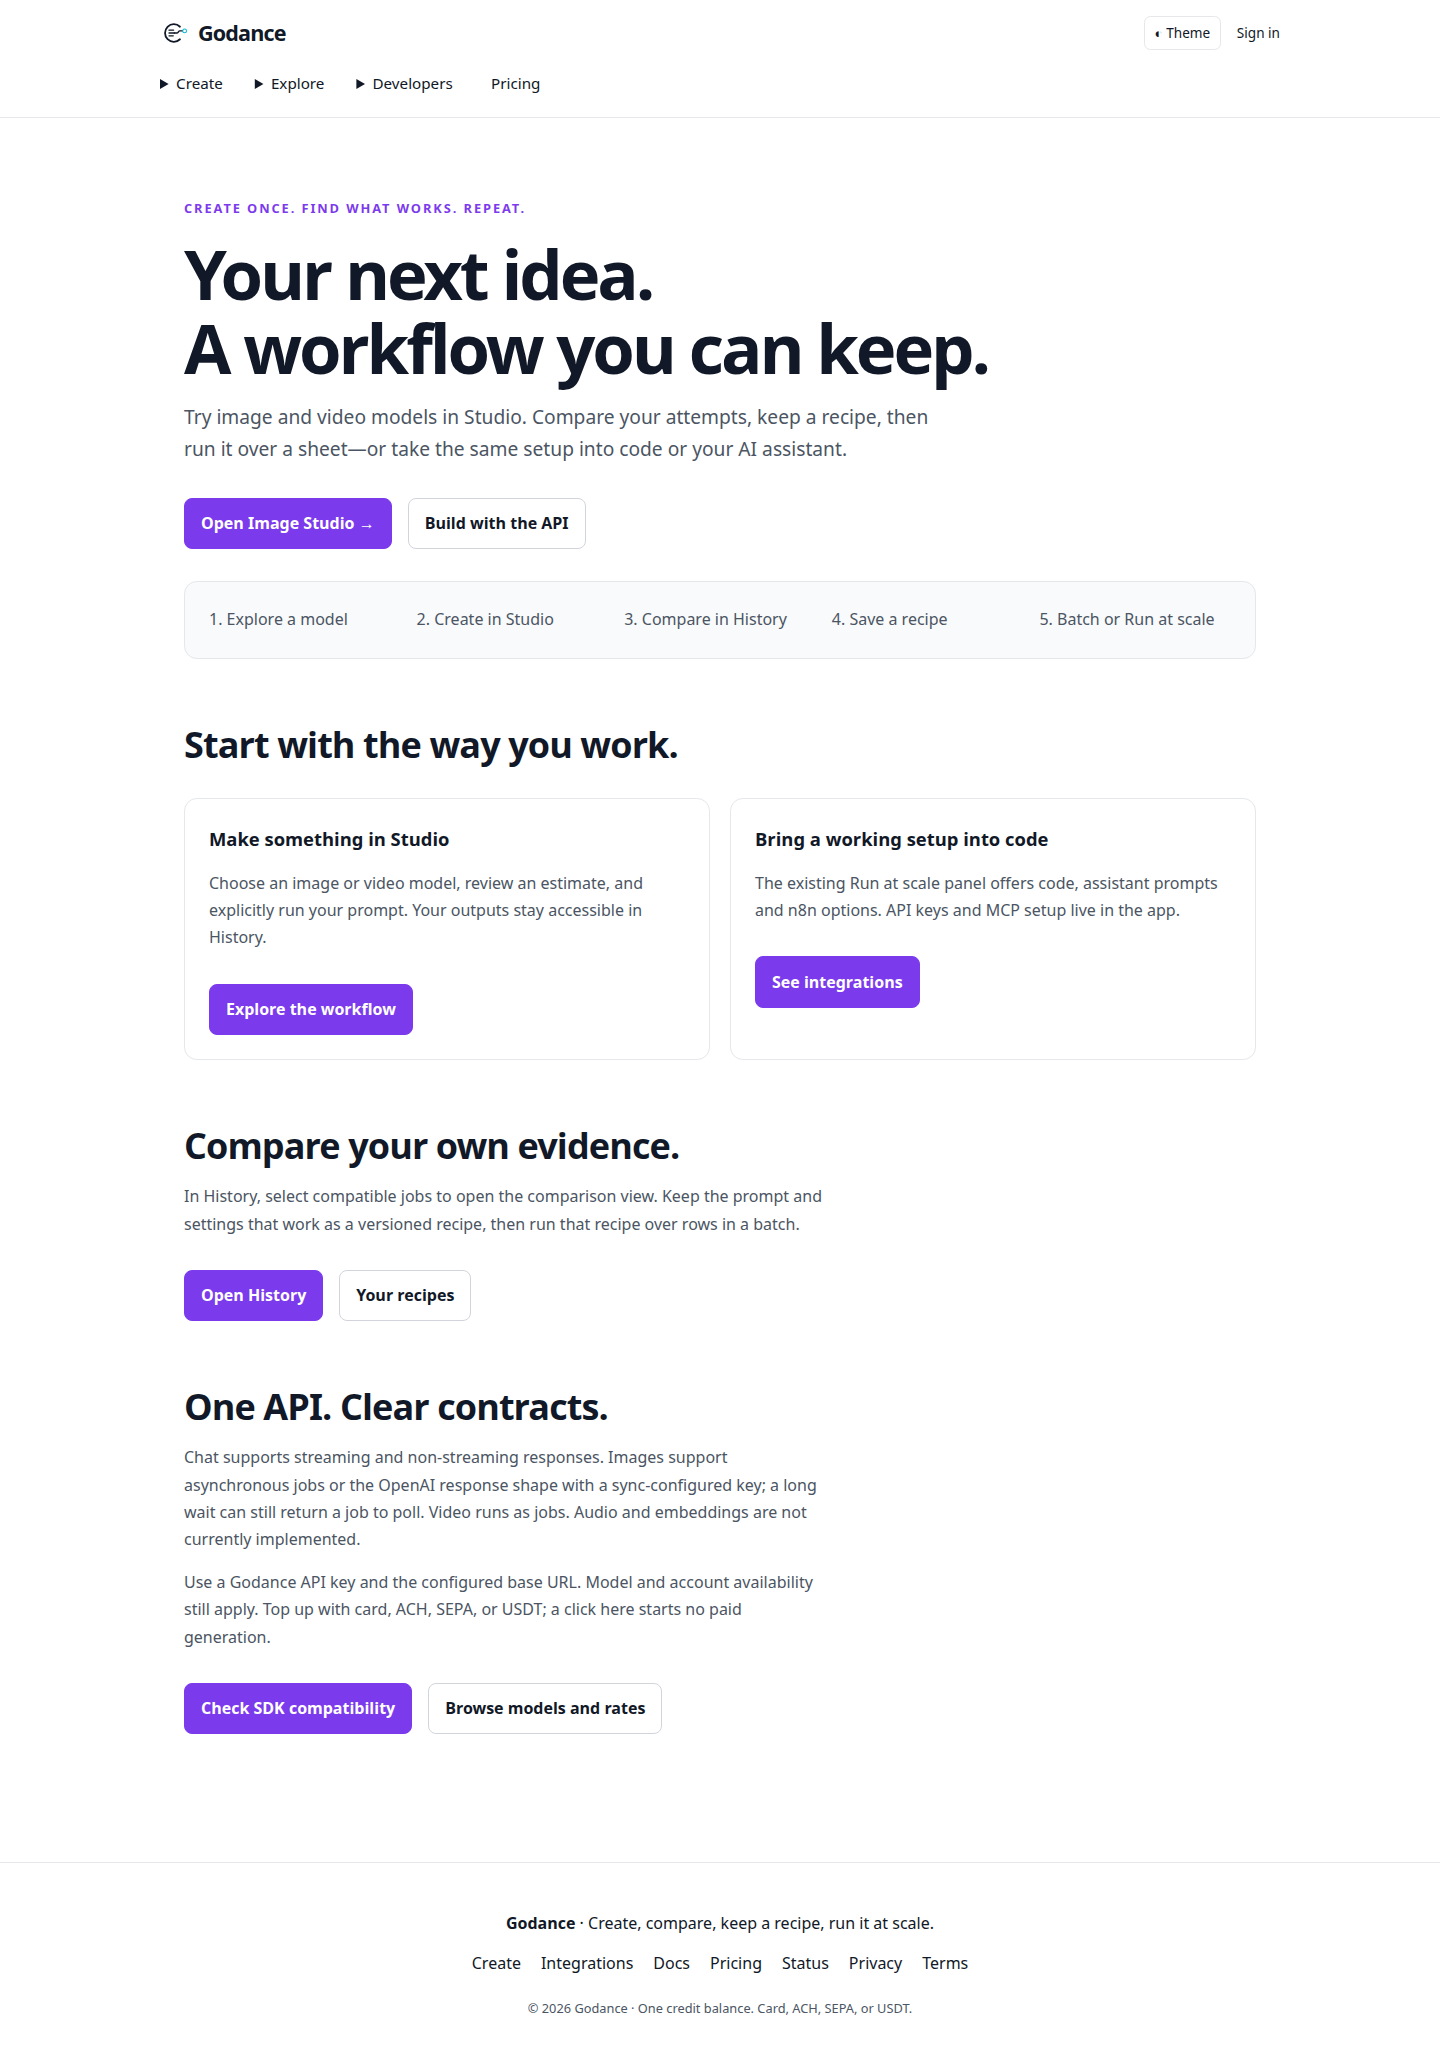 Godance
Theme
Sign in
Create
Explore
Developers
Pricing
CREATE ONCE. FIND WHAT WORKS. REPEAT.
Your next idea.
A workflow you can keep.
Try image and video models in Studio. Compare your attempts, keep a recipe, then
run it over a sheet—or take the same setup into code or your AI assistant.
Open Image Studio →
Build with the API
1. Explore a model
2. Create in Studio
3. Compare in History
4. Save a recipe
5. Batch or Run at scale
Start with the way you work.
Make something in Studio
Choose an image or video model, review an estimate, and
explicitly run your prompt. Your outputs stay accessible in
History.
Explore the workflow
Bring a working setup into code
The existing Run at scale panel offers code, assistant prompts
and n8n options. API keys and MCP setup live in the app.
See integrations
Compare your own evidence.
In History, select compatible jobs to open the comparison view. Keep the prompt and
settings that work as a versioned recipe, then run that recipe over rows in a batch.
Open History
Your recipes
One API. Clear contracts.
Chat supports streaming and non-streaming responses. Images support
asynchronous jobs or the OpenAI response shape with a sync-configured key; a long
wait can still return a job to poll. Video runs as jobs. Audio and embeddings are not
currently implemented.
Use a Godance API key and the configured base URL. Model and account availability
still apply. Top up with card, ACH, SEPA, or USDT; a click here starts no paid
generation.
Check SDK compatibility
Browse models and rates
Godance · Create, compare, keep a recipe, run it at scale.
Create
Integrations
Docs
Pricing
Status
Privacy
Terms
© 2026 Godance · One credit balance. Card, ACH, SEPA, or USDT.